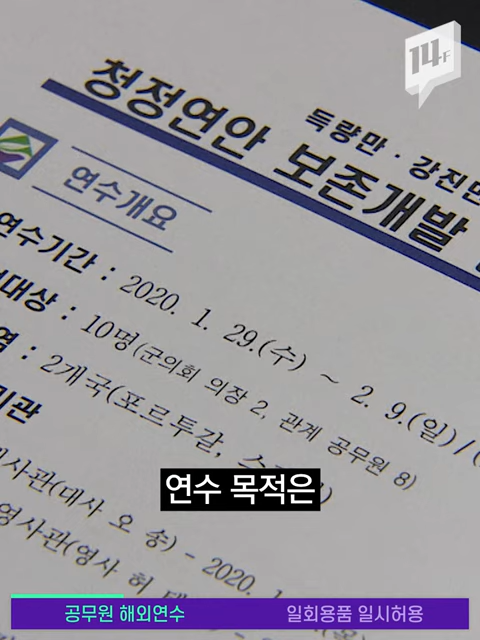 14F
득량만 · 강진만
청정연안 보존개발
연수개요
연수기간 : 2020. 1. 29.(수) ~ 2. 9.(일)/
대상 : 10명(군의회 의장 2, 관계 공무원 8)
: 2개국(포르투갈,
기관
사관(대사 오 송) - 2020.
영사관(영사 허
연수 목적은
공무원 해외연수
일회용품 일시허용